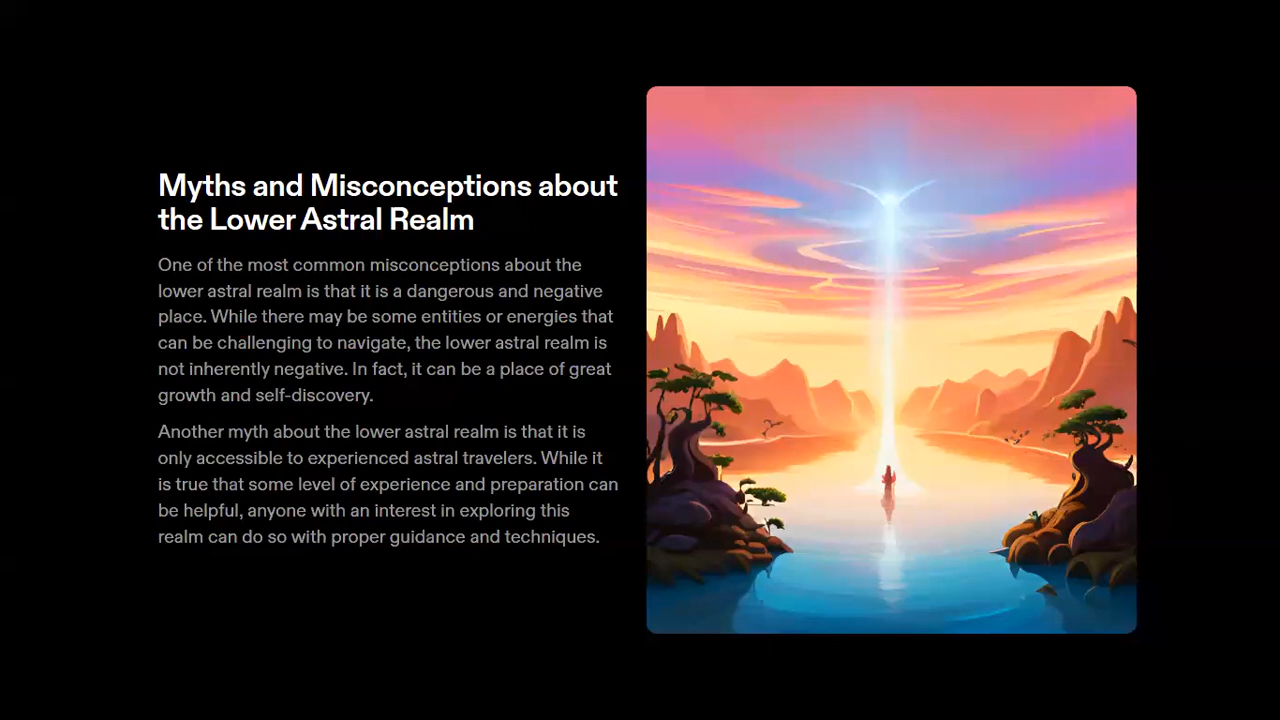 Myths and Misconceptions about
the Lower Astral Realm
One of the most common misconceptions about the
lower astral realm is that it is a dangerous and negative
place. While there may be some entities or energies that
can be challenging to navigate, the lower astral realm is
not inherently negative. In fact, it can be a place of great
growth and self-discovery.
Another myth about the lower astral realm is that it is
only accessible to experienced astral travelers. While it
is true that some level of experience and preparation can
be helpful, anyone with an interest in exploring this
realm can do so with proper guidance and techniques.